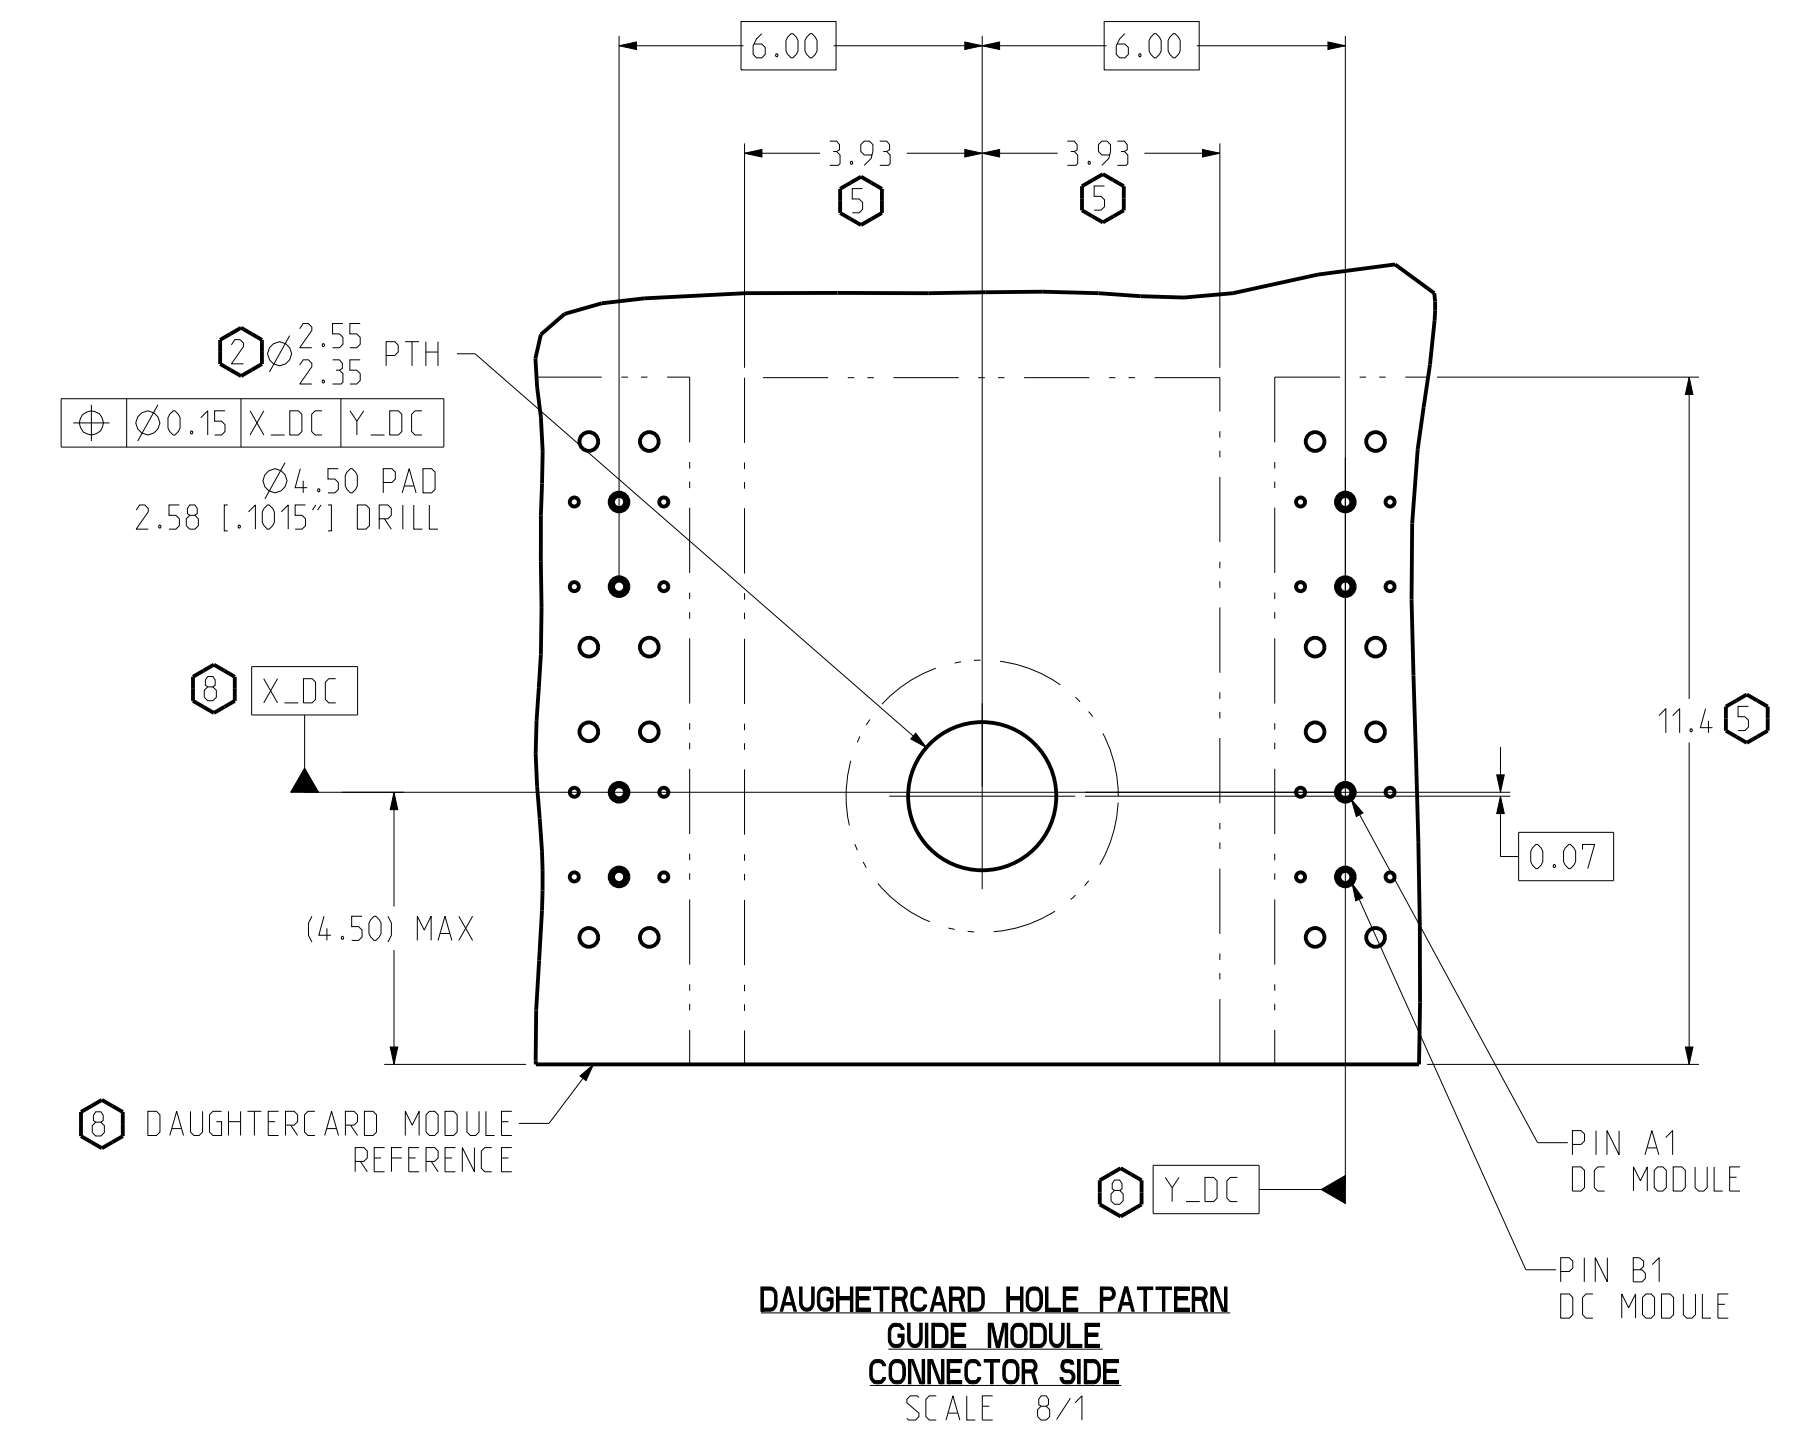 6.00 6.00
3.93 3.93
5 5
2 Ø 2.55 PTH
2.35
Ø0.15 X_DC Y_DC
Ø4.50 PAD
2.58 [.1015"] DRILL
8 X_DC
11.4 5
0.07
(4.50) MAX
8 DAUGHTERCARD MODULE
REFERENCE
PIN A1
DC MODULE
8 Y_DC
PIN B1
DC MODULE
DAUGHETRCARD HOLE PATTERN
GUIDE MODULE
CONNECTOR SIDE
SCALE 8/1